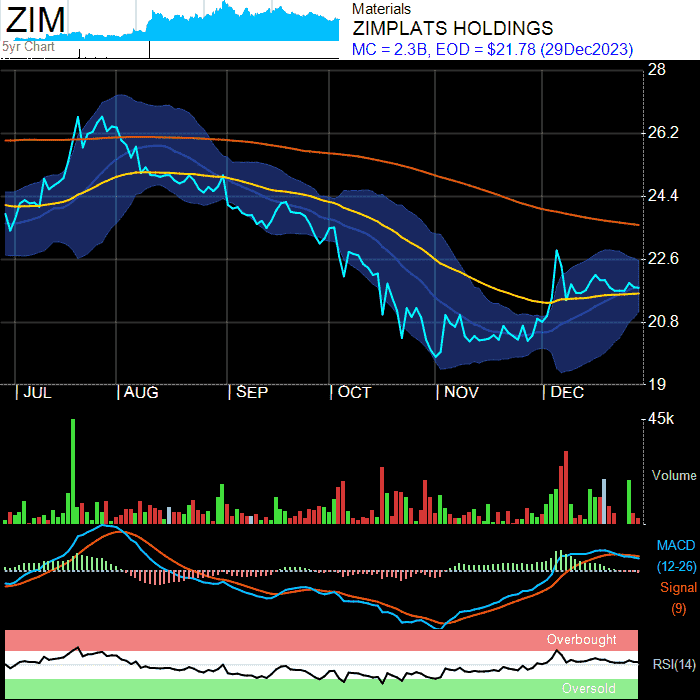 ZIM
5yr Chart
Materials
ZIMPLATS HOLDINGS
MC = 2.3B, EOD = $21.78 (29Dec2023)
28
26.2
24.4
22.6
20.8
19
| JUL | AUG | SEP | OCT | NOV | DEC
45k
Volume
MACD
(12-26)
Signal
(9)
Overbought
RSI(14)
Oversold